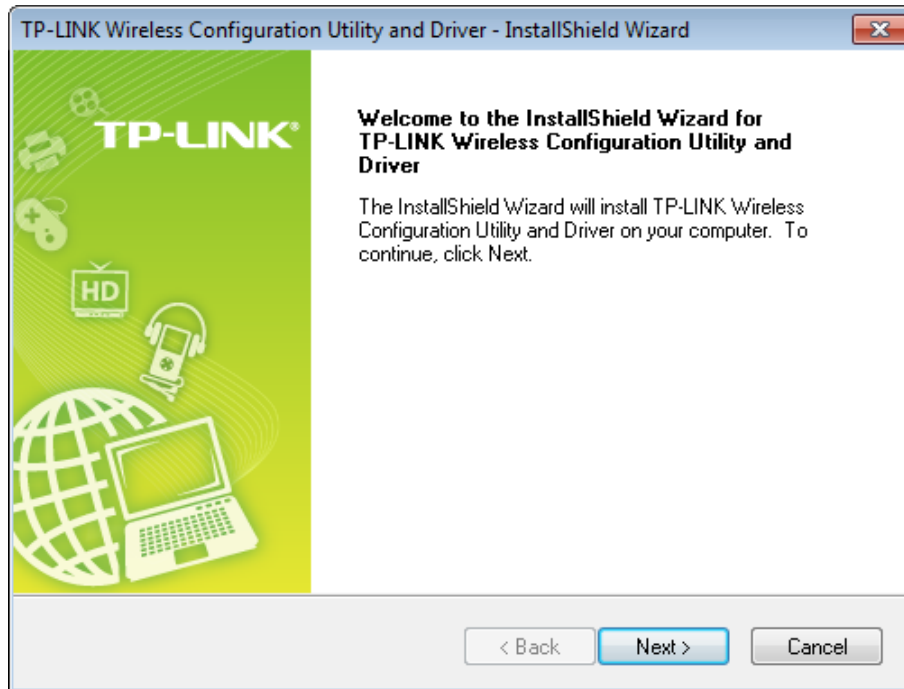 TP-LINK Wireless Configuration Utility and Driver - InstallShield Wizard
TP-LINK®
Welcome to the InstallShield Wizard for
TP-LINK Wireless Configuration Utility and
Driver
The InstallShield Wizard will install TP-LINK Wireless
Configuration Utility and Driver on your computer. To
continue, click Next.
HD
< Back Next > Cancel